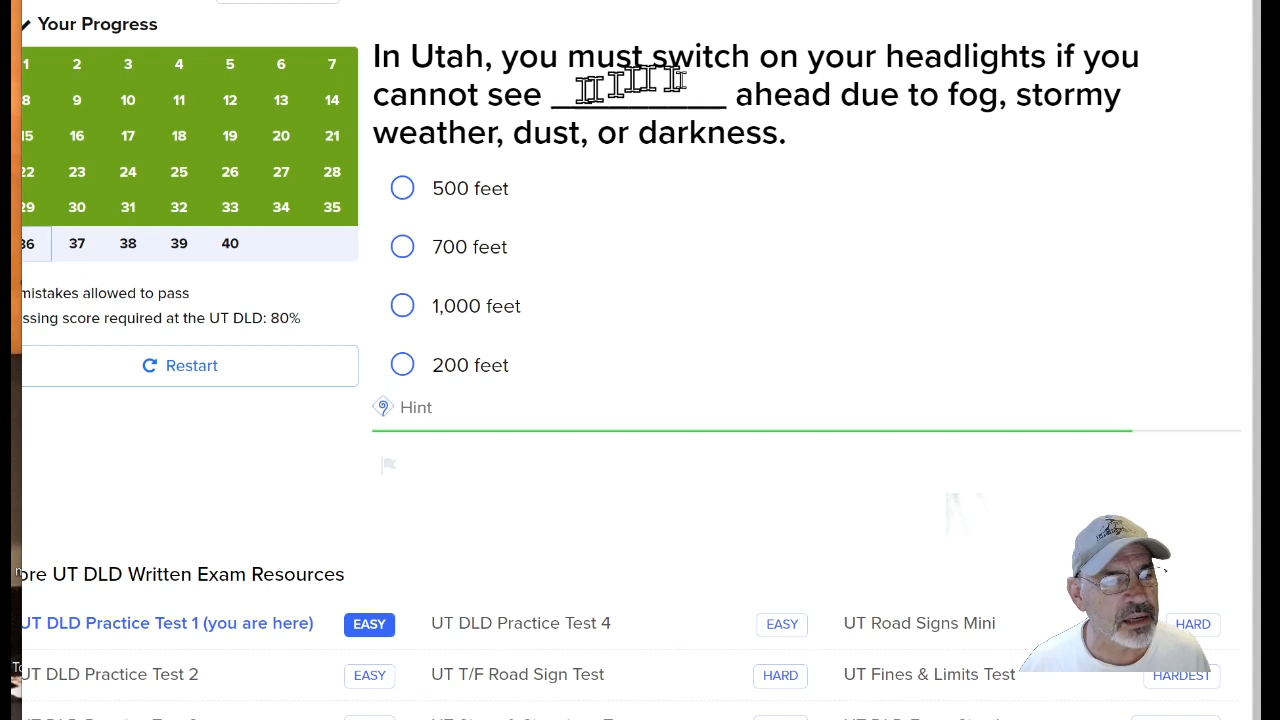 Your Progress
1 2 3 4 5 6 7
8 9 10 11 12 13 14
15 16 17 18 19 20 21
22 23 24 25 26 27 28
29 30 31 32 33 34 35
36 37 38 39 40
mistakes allowed to pass
ssing score required at the UT DLD: 80%
Restart
In Utah, you must switch on your headlights if you
cannot see __________ ahead due to fog, stormy
weather, dust, or darkness.
500 feet
700 feet
1,000 feet
200 feet
Hint
ore UT DLD Written Exam Resources
UT DLD Practice Test 1 (you are here) EASY
UT DLD Practice Test 4 EASY
UT Road Signs Mini HARD
UT DLD Practice Test 2 EASY
UT T/F Road Sign Test HARD
UT Fines & Limits Test HARDEST